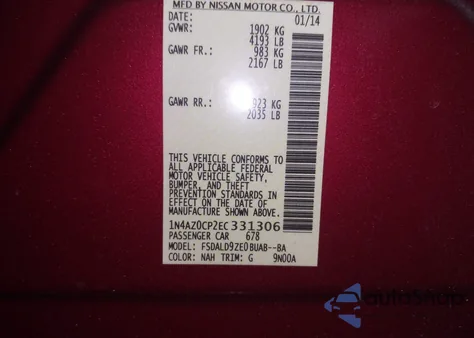 MFD BY NISSAN MOTOR CO., LTD.
DATE: 01/14
GVWR: 1902 KG
4193 LB
GAWR FR.: 983 KG
2167 LB
GAWR RR.: 923 KG
2035 LB
THIS VEHICLE CONFORMS TO
ALL APPLICABLE FEDERAL
MOTOR VEHICLE SAFETY,
BUMPER, AND THEFT
PREVENTION STANDARDS IN
EFFECT ON THE DATE OF
MANUFACTURE SHOWN ABOVE.
1N4AZ0CP2EC331306
PASSENGER CAR 678
MODEL: FSDALD9ZE0BUAB--BA
COLOR: NAH TRIM: G 9N00A